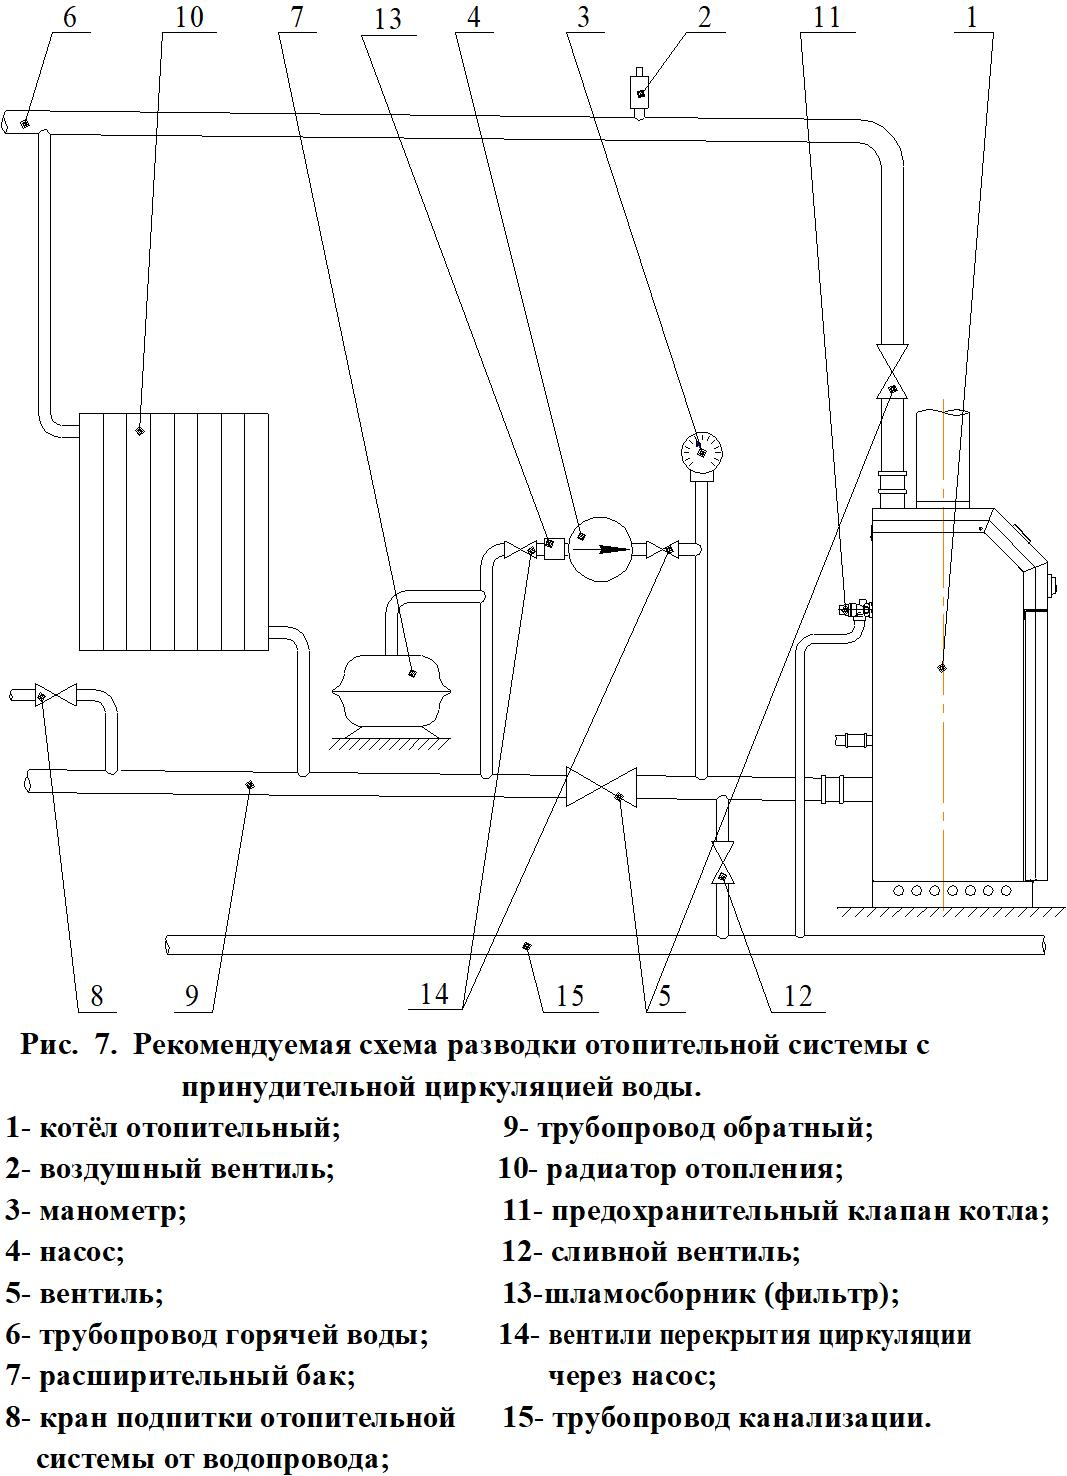 6 10 7 13 4 3 2 11 1
8 9 14 15 5 12
Рис. 7. Рекомендуемая схема разводки отопительной системы с
принудительной циркуляцией воды.
1- котёл отопительный;
2- воздушный вентиль;
3- манометр;
4- насос;
5- вентиль;
6- трубопровод горячей воды;
7- расширительный бак;
8- кран подпитки отопительной
системы от водопровода;
9- трубопровод обратный;
10- радиатор отопления;
11- предохранительный клапан котла;
12- сливной вентиль;
13-шламосборник (фильтр);
14- вентили перекрытия циркуляции
через насос;
15- трубопровод канализации.